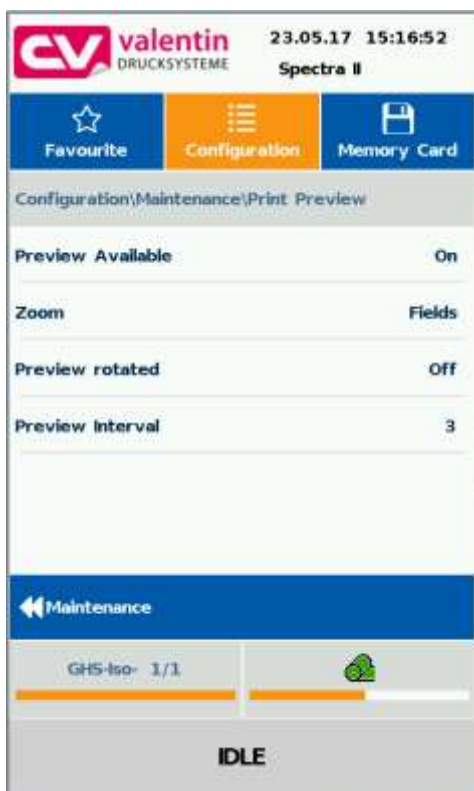 CV valentin 23.05.17 15:16:52
DRUCKSYSTEME Spectra II
Favourite Configuration Memory Card
Configuration\Maintenance\Print Preview
Preview Available On
Zoom Fields
Preview rotated Off
Preview Interval 3
Maintenance
GHS-Iso- 1/1
IDLE